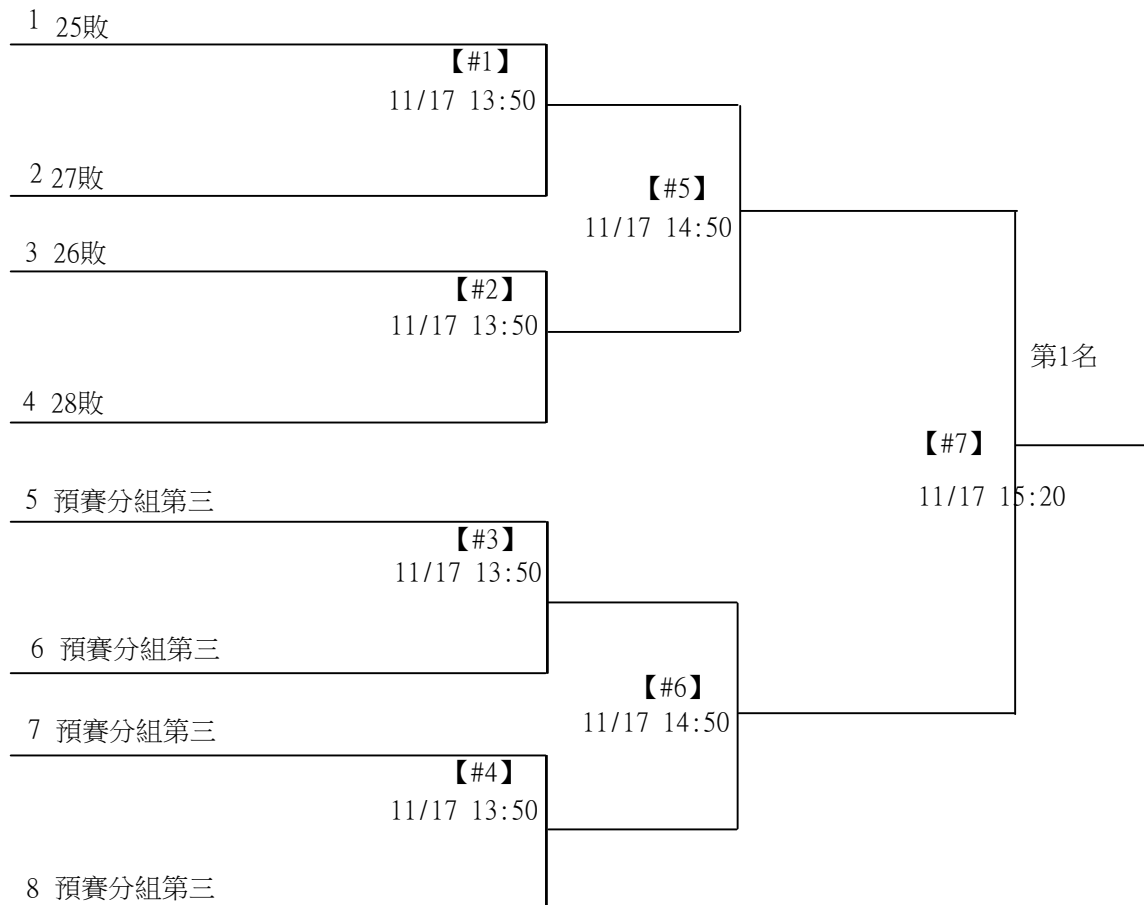 1 25敗
【#1】
11/17 13:50
2 27敗
【#5】
11/17 14:50
3 26敗
【#2】
11/17 13:50
第1名
4 28敗
【#7】
11/17 15:20
5 預賽分組第三
【#3】
11/17 13:50
6 預賽分組第三
【#6】
11/17 14:50
7 預賽分組第三
【#4】
11/17 13:50
8 預賽分組第三